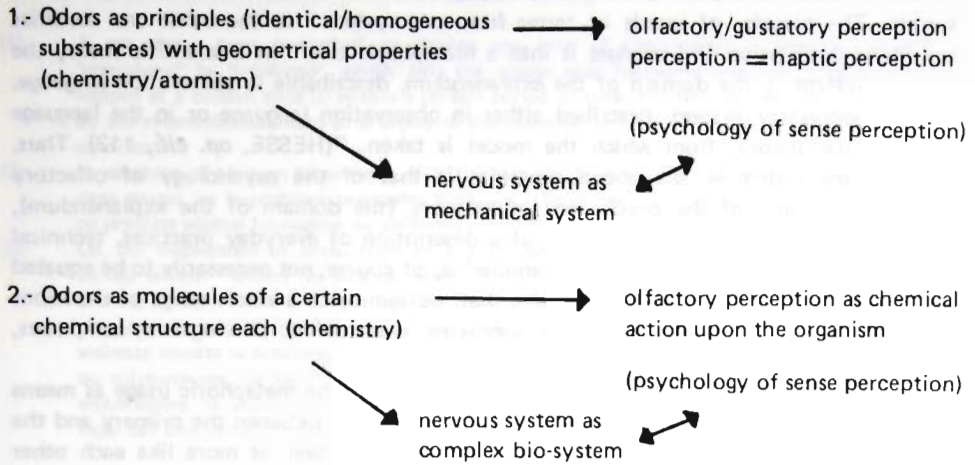 1.- Odors as principles (identical/homogeneous
substances) with geometrical properties
(chemistry/atomism).
olfactory/gustatory perception
perception = haptic perception
(psychology of sense perception)
nervous system as
mechanical system
2.- Odors as molecules of a certain
chemical structure each (chemistry)
olfactory perception as chemical
action upon the organism
(psychology of sense perception)
nervous system as
complex bio-system